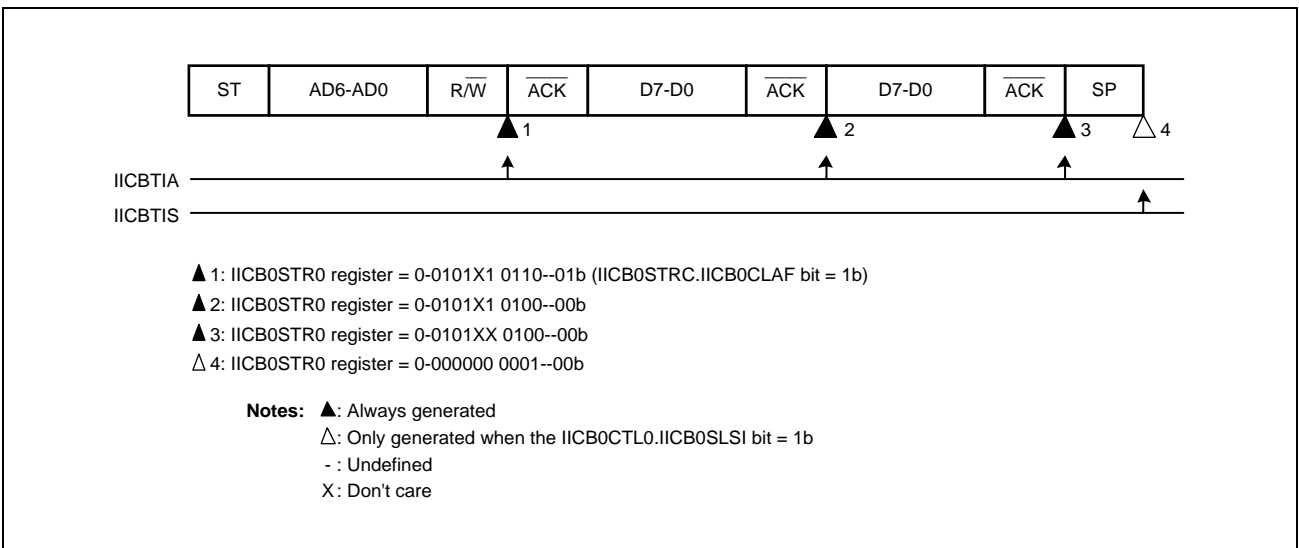 ST AD6-AD0 R/W̅ A̅C̅K̅ D7-D0 A̅C̅K̅ D7-D0 A̅C̅K̅ SP
▲1 ▲2 ▲3 △4
IICBTIA
IICBTIS
▲1: IICB0STR0 register = 0-0101X1 0110--01b (IICB0STRC.IICB0CLAF bit = 1b)
▲2: IICB0STR0 register = 0-0101X1 0100--00b
▲3: IICB0STR0 register = 0-0101XX 0100--00b
△4: IICB0STR0 register = 0-000000 0001--00b
Notes: ▲: Always generated
△: Only generated when the IICB0CTL0.IICB0SLSI bit = 1b
- : Undefined
X : Don't care